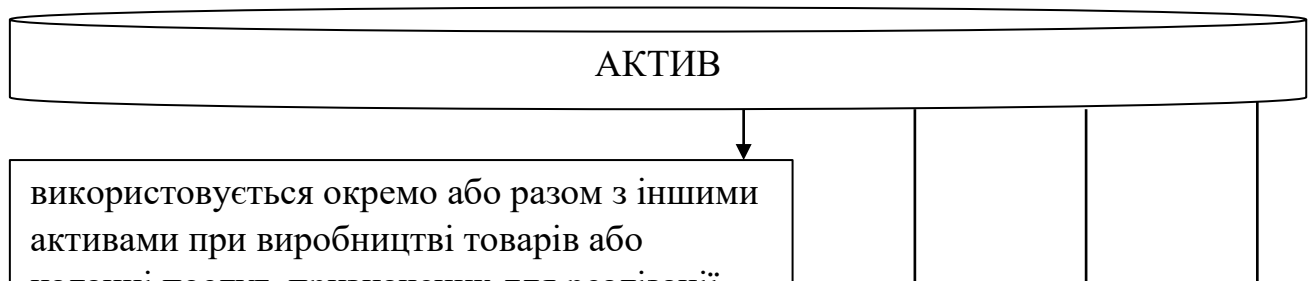 АКТИВ
використовується окремо або разом з іншими
активами при виробництві товарів або